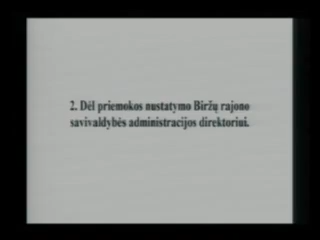 2. Dėl priemokos nustatymo Biržų rajono
savivaldybės administracijos direktoriui.